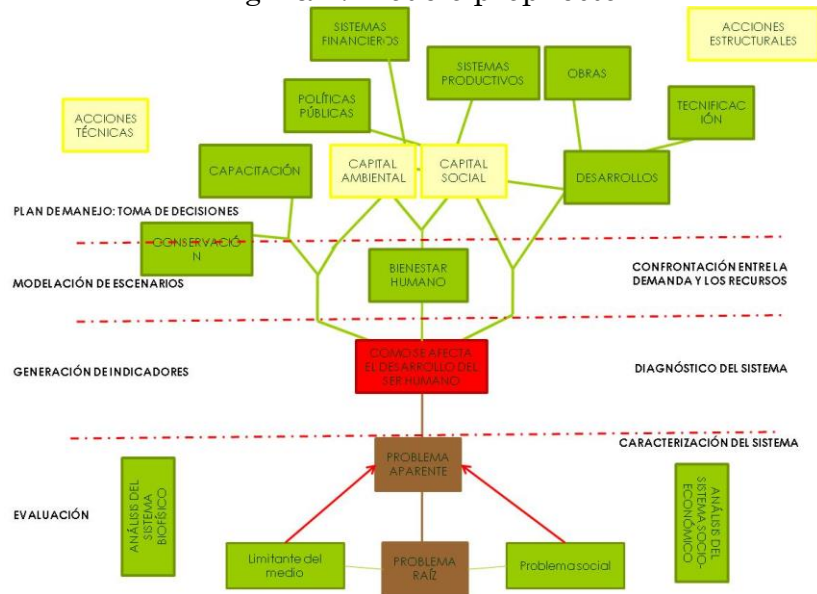 SISTEMAS
FINANCIEROS
ACCIONES
ESTRUCTURALES
SISTEMAS
PRODUCTIVOS
OBRAS
POLÍTICAS
PÚBLICAS
TECNIFICAC
IÓN
ACCIONES
TÉCNICAS
CAPACITACIÓN
CAPITAL
AMBIENTAL
CAPITAL
SOCIAL
DESARROLLOS
PLAN DE MANEJO: TOMA DE DECISIONES
CONSERVACIÓ
N
MODELACIÓN DE ESCENARIOS
BIENESTAR
HUMANO
CONFRONTACIÓN ENTRE LA
DEMANDA Y LOS RECURSOS
GENERACIÓN DE INDICADORES
COMO SE AFECTA
EL DESARROLLO DEL
SER HUMANO
DIAGNÓSTICO DEL SISTEMA
CARACTERIZACIÓN DEL SISTEMA
PROBLEMA
APARENTE
EVALUACIÓN
ANÁLISIS DEL
SISTEMA
BIOFÍSICO
ANÁLISIS DEL
SISTEMA SOCIO-
ECONÓMICO
Limitante del
medio
PROBLEMA
RAÍZ
Problema social